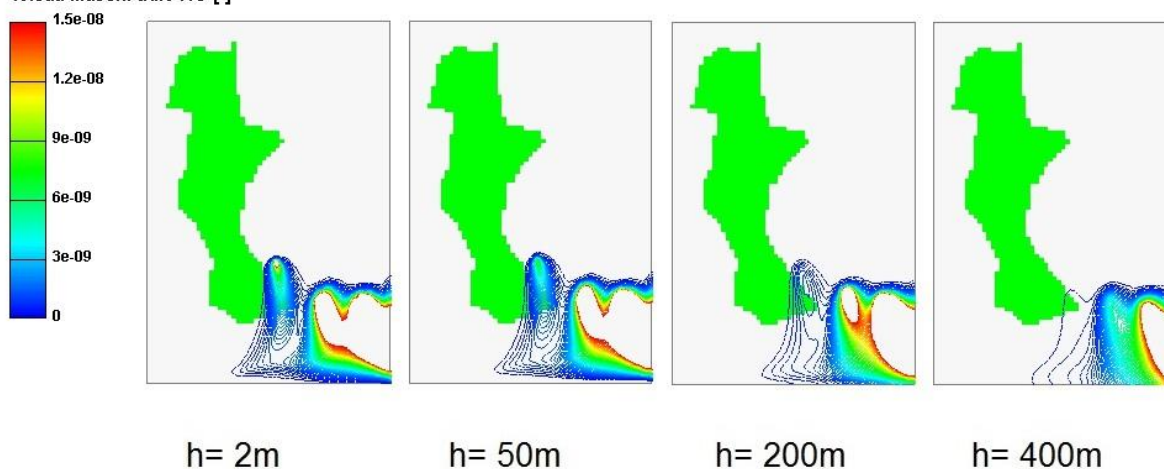 1.5e-08
1.2e-08
9e-09
6e-09
3e-09
0
h= 2m
h= 50m
h= 200m
h= 400m